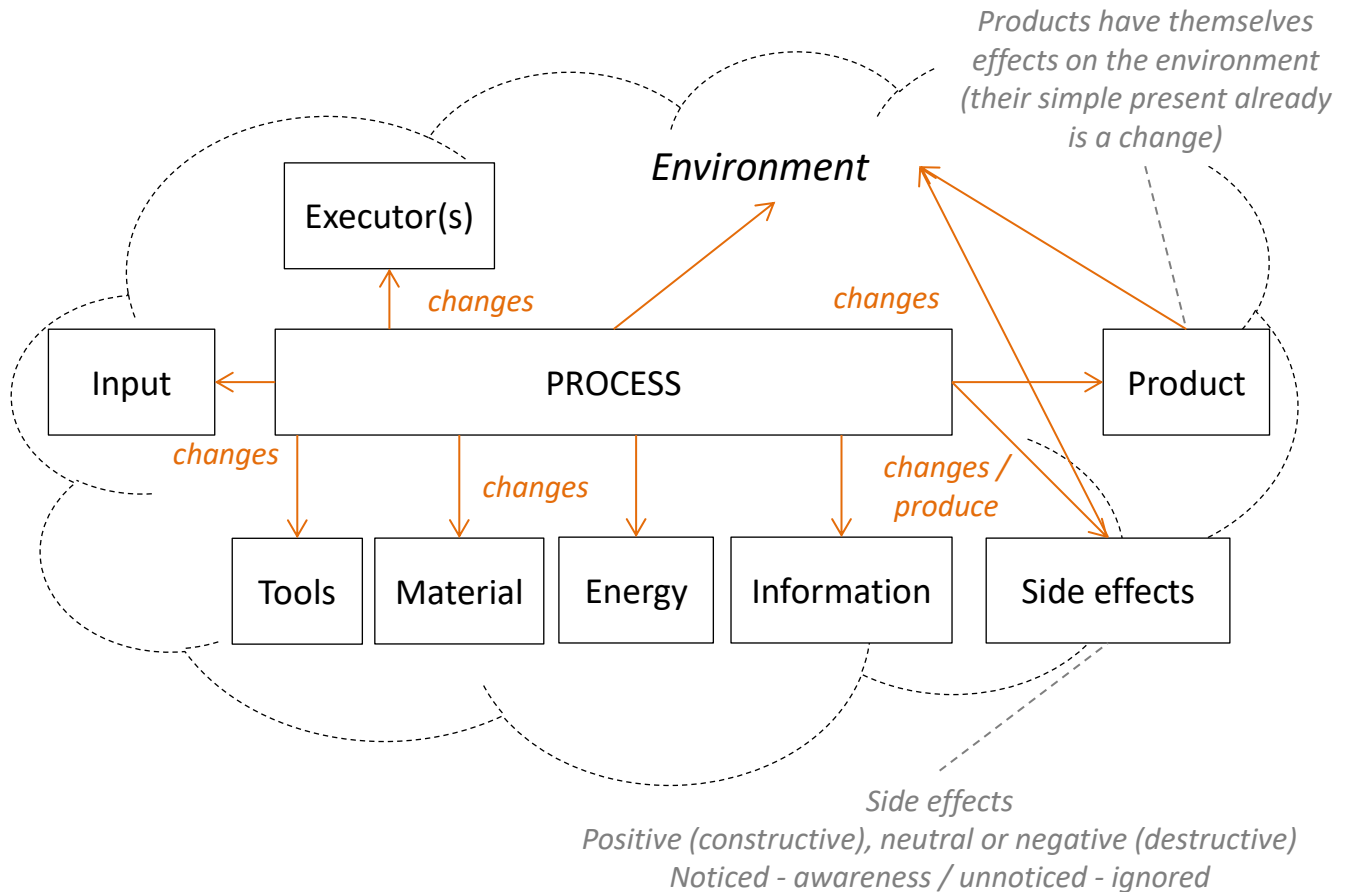 Products have themselves
effects on the environment
(their simple present already
is a change)
Environment
Executor(s)
changes
changes
Input
PROCESS
Product
changes
changes
changes /
produce
Tools
Material
Energy
Information
Side effects
Side effects
Positive (constructive), neutral or negative (destructive)
Noticed - awareness / unnoticed - ignored